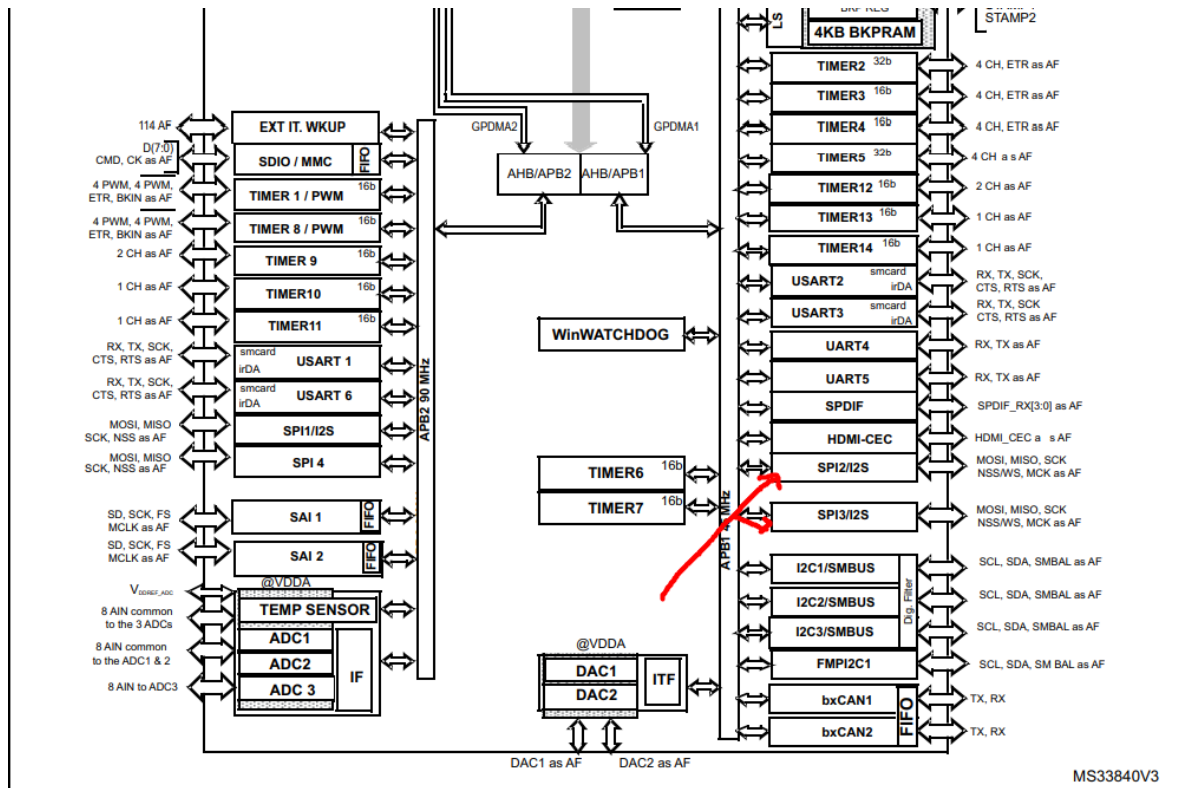 LS
BKP REG
4KB BKPRAM
STAMP2
114 AF
EXT IT. WKUP
D(7:0)
CMD, CK as AF
SDIO / MMC
FIFO
4 PWM, 4 PWM,
ETR, BKIN as AF
TIMER 1 / PWM
16b
4 PWM, 4 PWM,
ETR, BKIN as AF
TIMER 8 / PWM
16b
2 CH as AF
TIMER 9
16b
1 CH as AF
TIMER10
16b
1 CH as AF
TIMER11
16b
RX, TX, SCK,
CTS, RTS as AF
smcard
irDA
USART 1
RX, TX, SCK,
CTS, RTS as AF
smcard
irDA
USART 6
MOSI, MISO
SCK, NSS as AF
SPI1/I2S
MOSI, MISO
SCK, NSS as AF
SPI 4
SD, SCK, FS
MCLK as AF
SAI 1
FIFO
SD, SCK, FS
MCLK as AF
SAI 2
FIFO
VDDREF_ADC
@VDDA
TEMP SENSOR
8 AIN common
to the 3 ADCs
ADC1
8 AIN common
to the ADC1 & 2
ADC2
8 AIN to ADC3
ADC 3
IF
APB2 90 MHz
GPDMA2
GPDMA1
AHB/APB2
AHB/APB1
WinWATCHDOG
TIMER6
16b
TIMER7
16b
@VDDA
DAC1
DAC2
ITF
DAC1 as AF
DAC2 as AF
APB1
MHz
TIMER2 32b
4 CH, ETR as AF
TIMER3 16b
4 CH, ETR as AF
TIMER4 16b
4 CH, ETR as AF
TIMER5 32b
4 CH a s AF
TIMER12 16b
2 CH as AF
TIMER13 16b
1 CH as AF
TIMER14 16b
1 CH as AF
USART2
smcard
irDA
RX, TX, SCK,
CTS, RTS as AF
USART3
smcard
irDA
RX, TX, SCK
CTS, RTS as AF
UART4
RX, TX as AF
UART5
RX, TX as AF
SPDIF
SPDIF_RX[3:0] as AF
HDMI-CEC
HDMI_CEC a s AF
SPI2/I2S
MOSI, MISO, SCK
NSS/WS, MCK as AF
SPI3/I2S
MOSI, MISO, SCK
NSS/WS, MCK as AF
I2C1/SMBUS
SCL, SDA, SMBAL as AF
I2C2/SMBUS
SCL, SDA, SMBAL as AF
I2C3/SMBUS
SCL, SDA, SMBAL as AF
Dig. Filter
FMPI2C1
SCL, SDA, SM BAL as AF
bxCAN1
TX, RX
bxCAN2
TX, RX
FIFO
MS33840V3